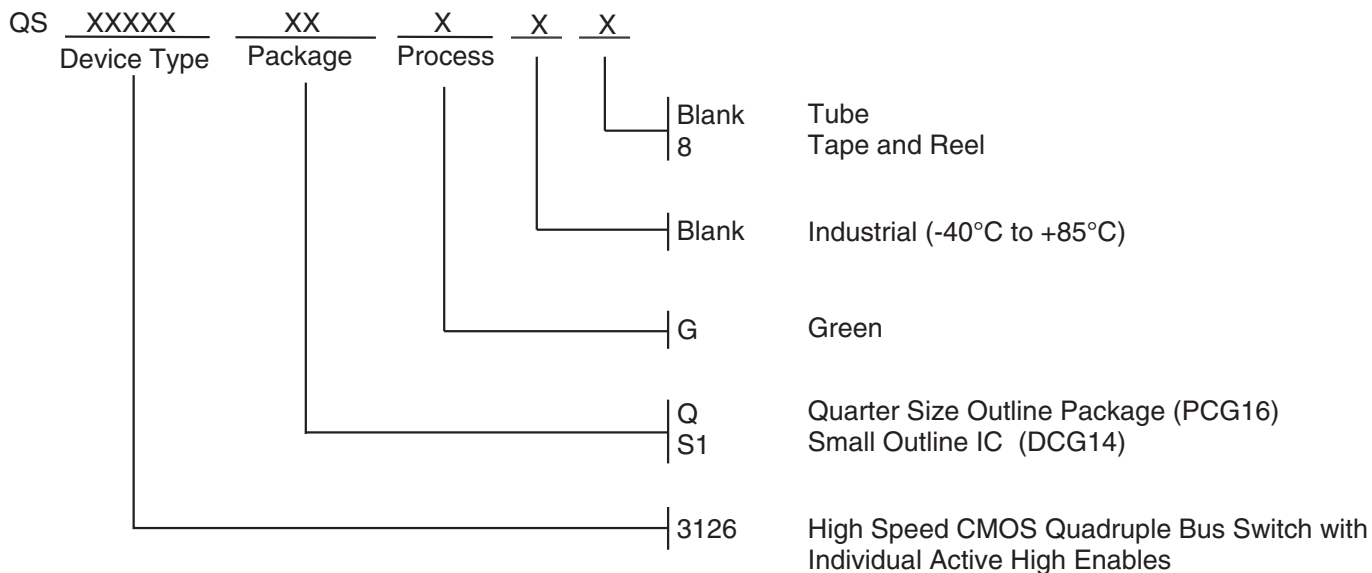 QS XXXXX XX X X X
Device Type Package Process
Blank Tube
8 Tape and Reel
Blank Industrial (-40°C to +85°C)
G Green
Q Quarter Size Outline Package (PCG16)
S1 Small Outline IC (DCG14)
3126 High Speed CMOS Quadruple Bus Switch with
Individual Active High Enables